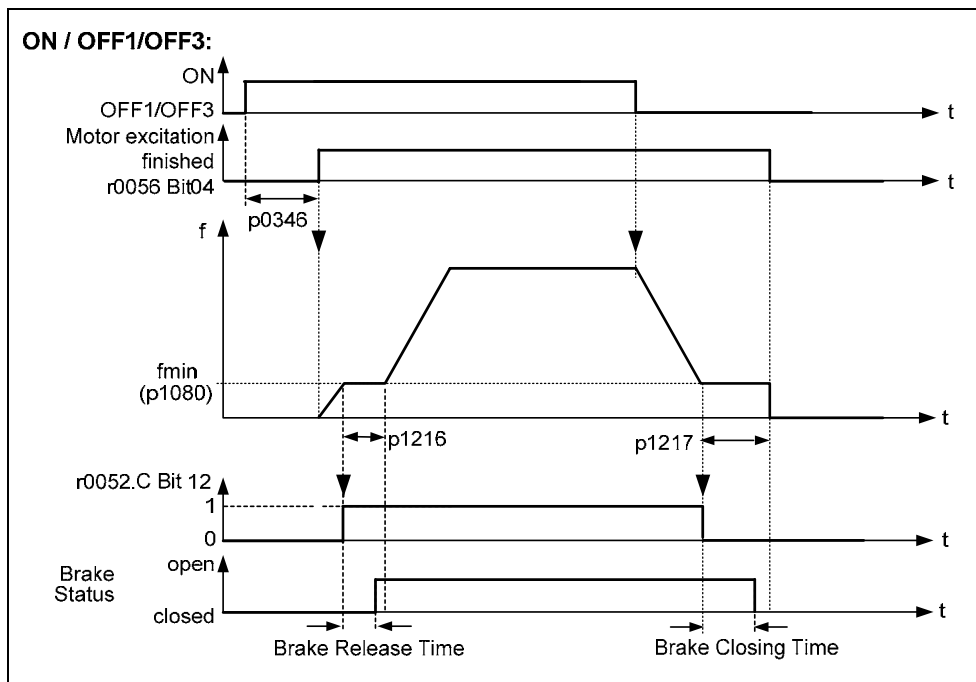 ON / OFF1/OFF3:
ON
OFF1/OFF3
t
Motor excitation
finished
r0056 Bit04
t
p0346
f
fmin
(p1080)
t
p1216
p1217
r0052.C Bit 12
1
0
t
Brake
Status
open
closed
t
Brake Release Time
Brake Closing Time